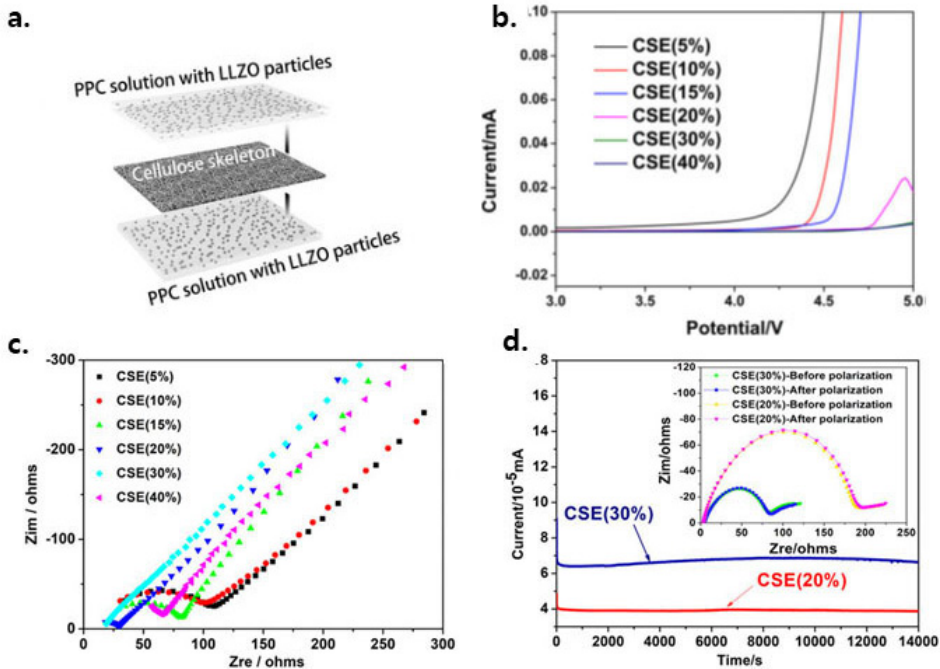 a.
PPC solution with LLZO particles
Cellulose skeleton
PPC solution with LLZO particles
b.
0.10
0.08
0.06
0.04
0.02
0.00
-0.02
Current/mA
CSE(5%)
CSE(10%)
CSE(15%)
CSE(20%)
CSE(30%)
CSE(40%)
3.0 3.5 4.0 4.5 5.0
Potential/V
c.
-300
-200
-100
0
Zim / ohms
CSE(5%)
CSE(10%)
CSE(15%)
CSE(20%)
CSE(30%)
CSE(40%)
0 50 100 150 200 250 300
Zre / ohms
d.
18
16
14
12
10
8
6
4
Current/10⁻⁵mA
CSE(30%)
CSE(20%)
0 2000 4000 6000 8000 10000 12000 14000
Time/s
-120
-100
-80
-60
-40
-20
0
Zim/ohms
CSE(30%)-Before polarization
CSE(30%)-After polarization
CSE(20%)-Before polarization
CSE(20%)-After polarization
0 50 100 150 200 250
Zre/ohms